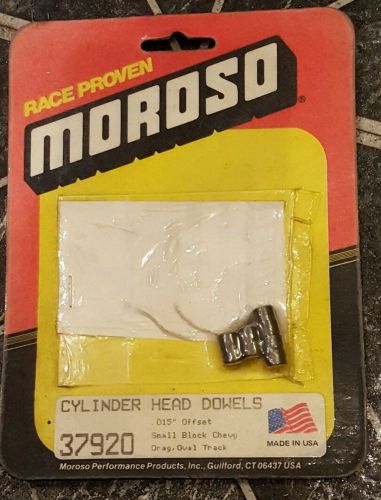 RACE PROVEN
MOROSO®
CYLINDER HEAD DOWELS
.015" Offset
37920
Small Block Chevy
Drag,Oval Track
MADE IN USA
Moroso Performance Products, Inc., Guilford, CT 06437 USA